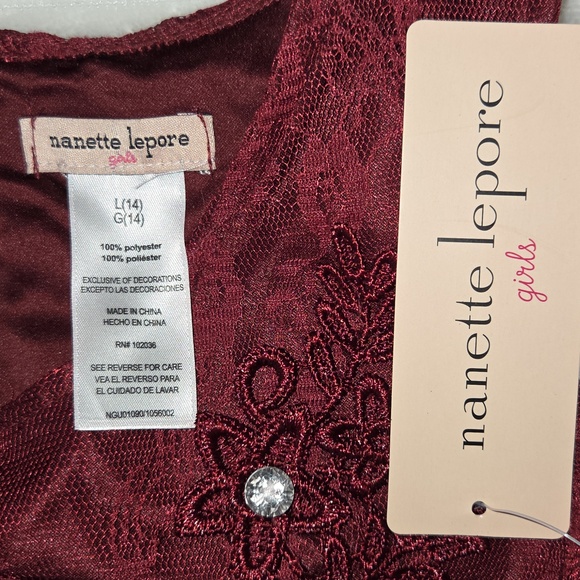 nanette lepore
girls
L(14)
G(14)
100% polyester
100% poliéster
EXCLUSIVE OF DECORATIONS
EXCEPTO LAS DECORACIONES
MADE IN CHINA
HECHO EN CHINA
RN# 102036
SEE REVERSE FOR CARE
VEA EL REVERSO PARA
EL CUIDADO DE LAVAR
NGU01090/1056002
nanette lepore
girls